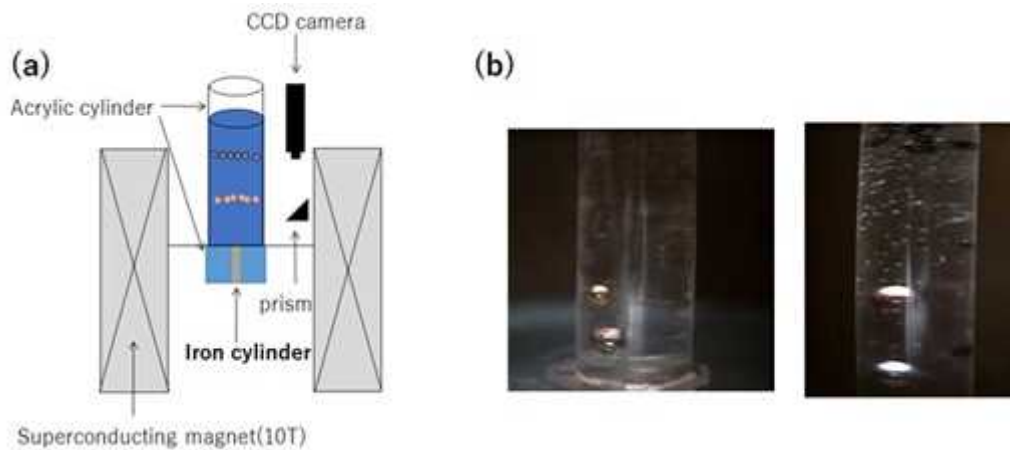 CCD camera
(a)
(b)
Acrylic cylinder
prism
Iron cylinder
Superconducting magnet(10T)